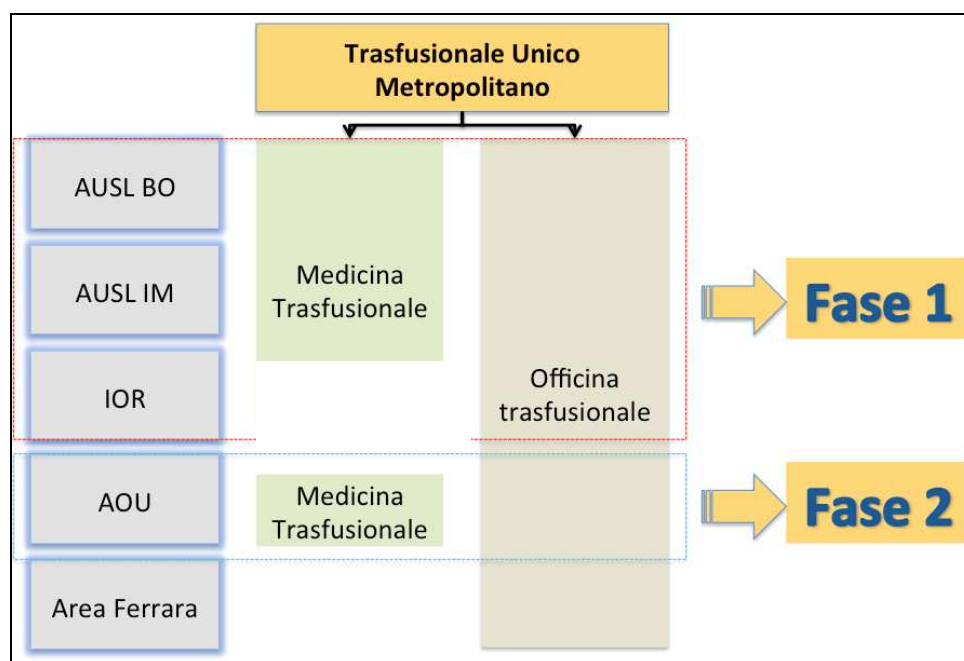 Trasfusionale Unico
Metropolitano
AUSL BO
AUSL IM
IOR
AOU
Area Ferrara
Medicina
Trasfusionale
Medicina
Trasfusionale
Officina
trasfusionale
Fase 1
Fase 2